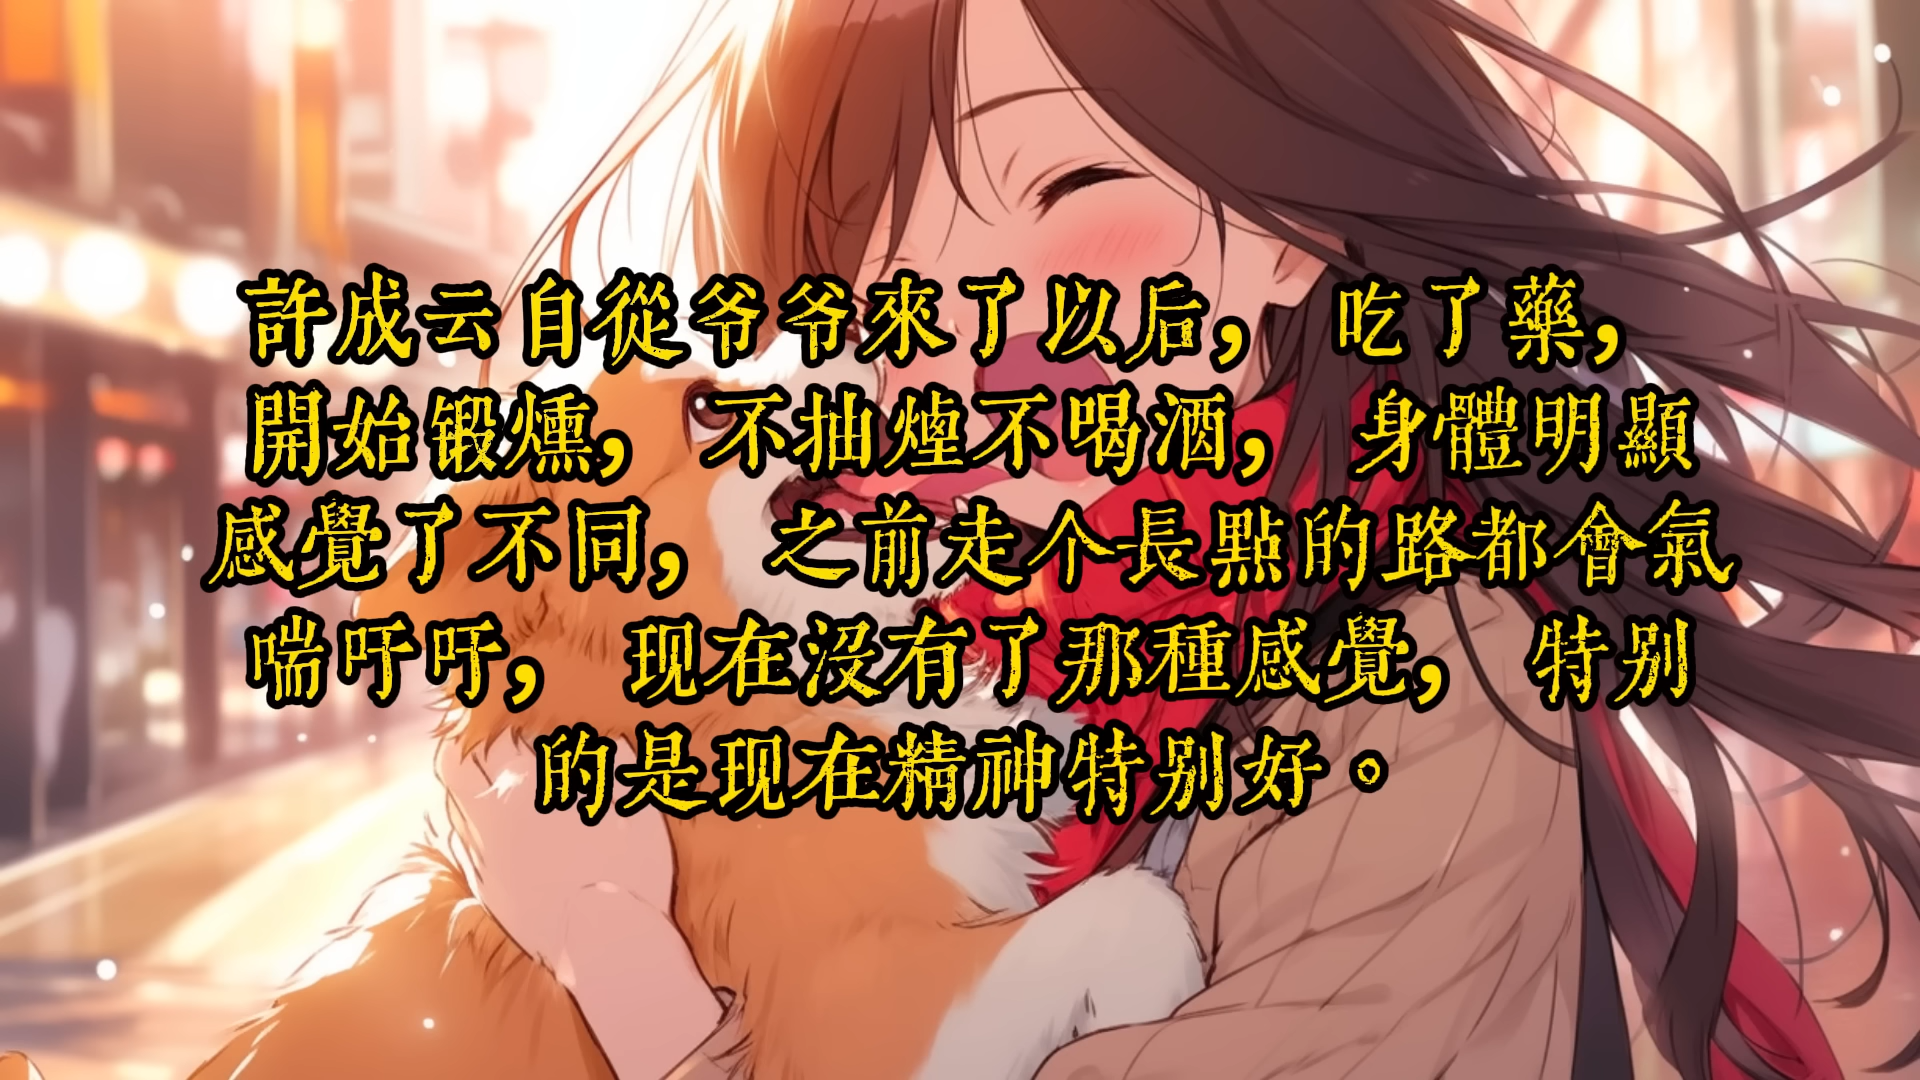 許成云自從爷爷來了以后，吃了藥，
開始锻爋，不抽煙不喝酒，身體明顯
感覺了不同，之前走个長點的路都會氣
喘吁吁，现在沒有了那種感覺，特别
的是现在精神特别好。